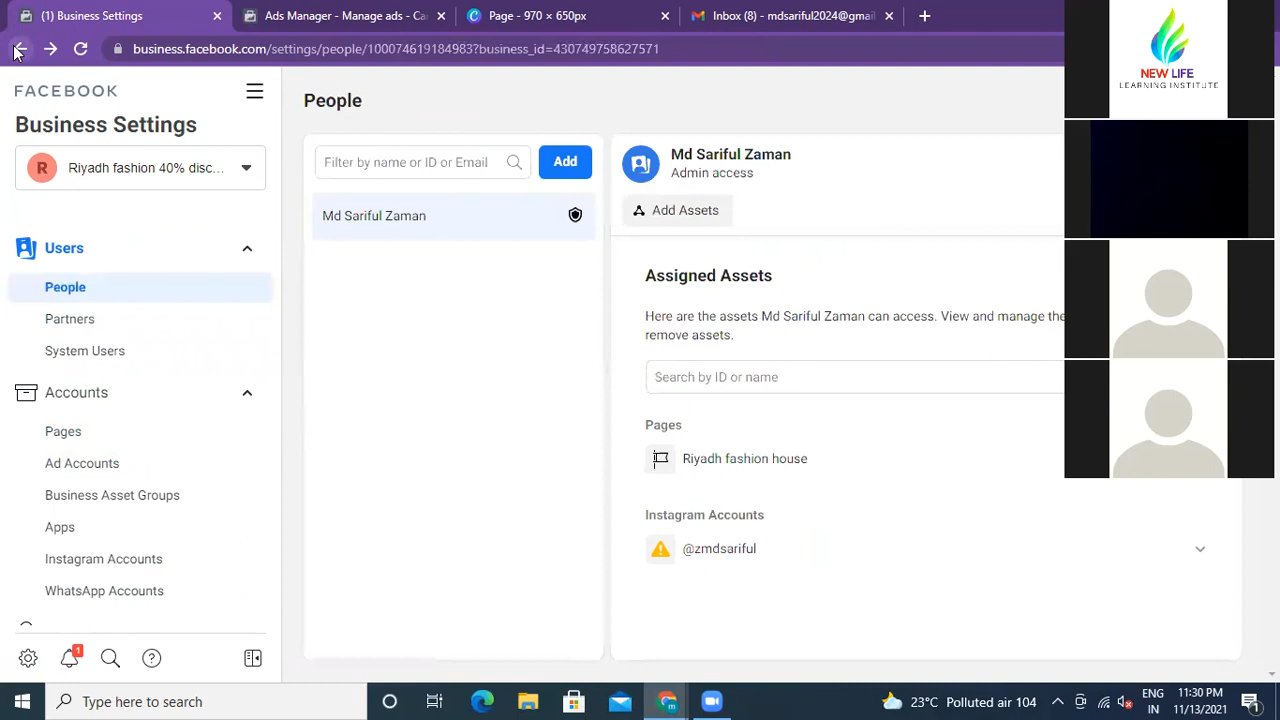 (1) Business Settings
Ads Manager - Manage ads - Ca
Page - 970 × 650px
Inbox (8) - mdsariful2024@gmail
business.facebook.com/settings/people/100074619184983?business_id=430749758627571
FACEBOOK
Business Settings
R
Riyadh fashion 40% disc...
Users
People
Partners
System Users
Accounts
Pages
Ad Accounts
Business Asset Groups
Apps
Instagram Accounts
WhatsApp Accounts
1
People
Filter by name or ID or Email
Add
Md Sariful Zaman
Md Sariful Zaman
Admin access
Add Assets
Assigned Assets
Here are the assets Md Sariful Zaman can access. View and manage the
remove assets.
Search by ID or name
Pages
Riyadh fashion house
Instagram Accounts
@zmdsariful
NEW LIFE
LEARNING INSTITUTE
Type here to search
23°C Polluted air 104
ENG
IN
11:30 PM
11/13/2021
1